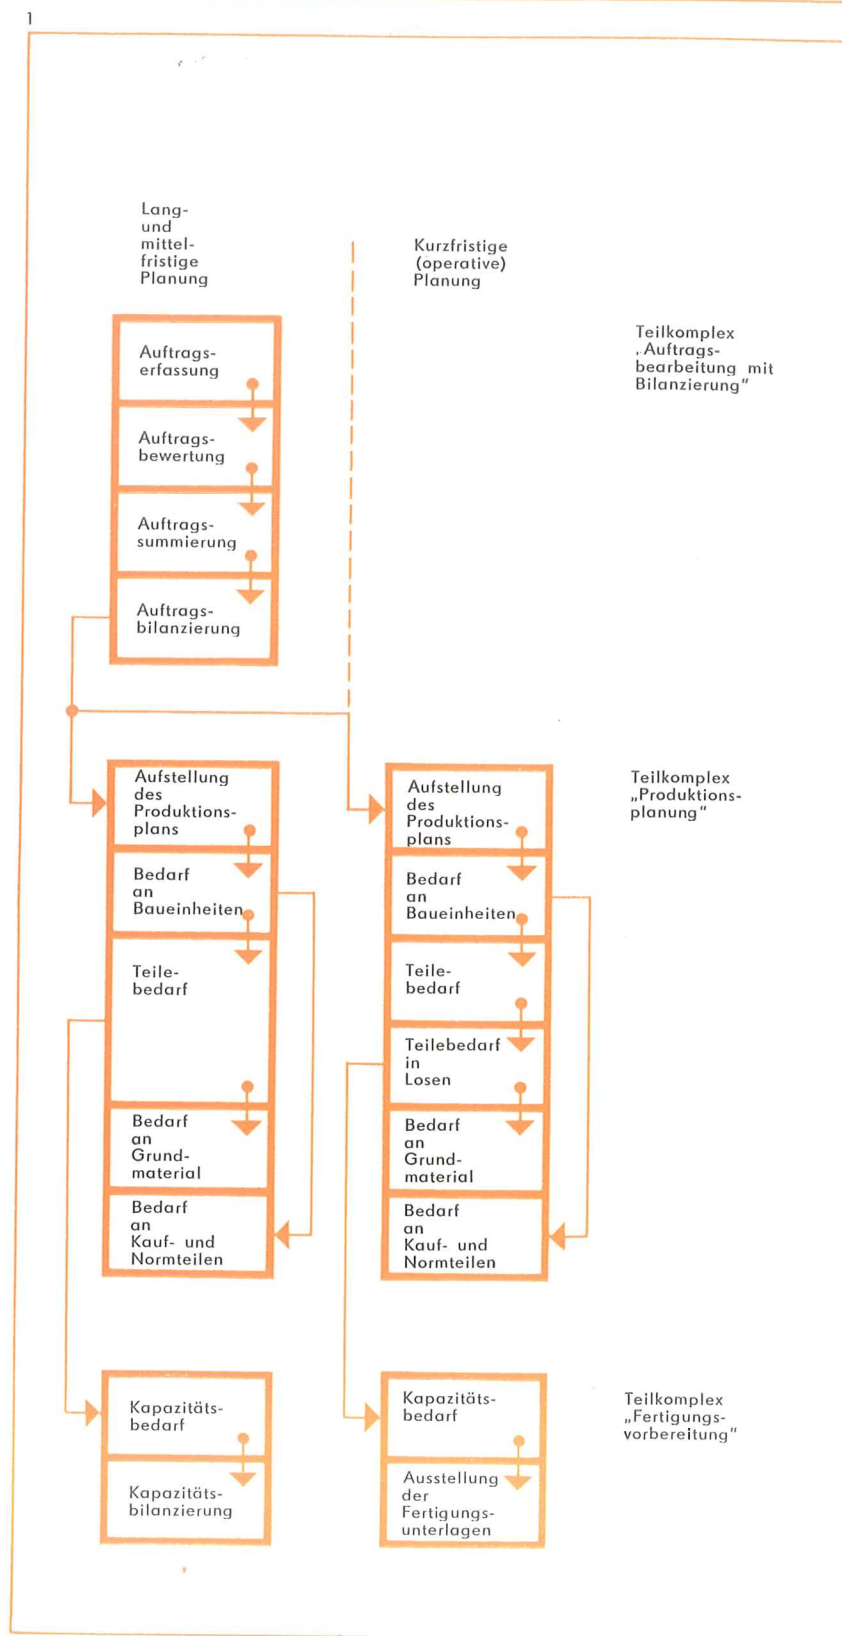 1
Lang-
und
mittel-
fristige
Planung
Kurzfristige
(operative)
Planung
Teilkomplex
„Auftrags-
bearbeitung mit
Bilanzierung"
Auftrags-
erfassung
Auftrags-
bewertung
Auftrags-
summierung
Auftrags-
bilanzierung
Aufstellung
des
Produktions-
plans
Bedarf
an
Baueinheiten
Teile-
bedarf
Bedarf
an
Grund-
material
Bedarf
an
Kauf- und
Normteilen
Aufstellung
des
Produktions-
plans
Bedarf
an
Baueinheiten
Teile-
bedarf
Teilebedarf
in
Losen
Bedarf
an
Grund-
material
Bedarf
an
Kauf- und
Normteilen
Teilkomplex
„Produktions-
planung"
Kapazitäts-
bedarf
Kapazitäts-
bilanzierung
Kapazitäts-
bedarf
Ausstellung
der
Fertigungs-
unterlagen
Teilkomplex
„Fertigungs-
vorbereitung"